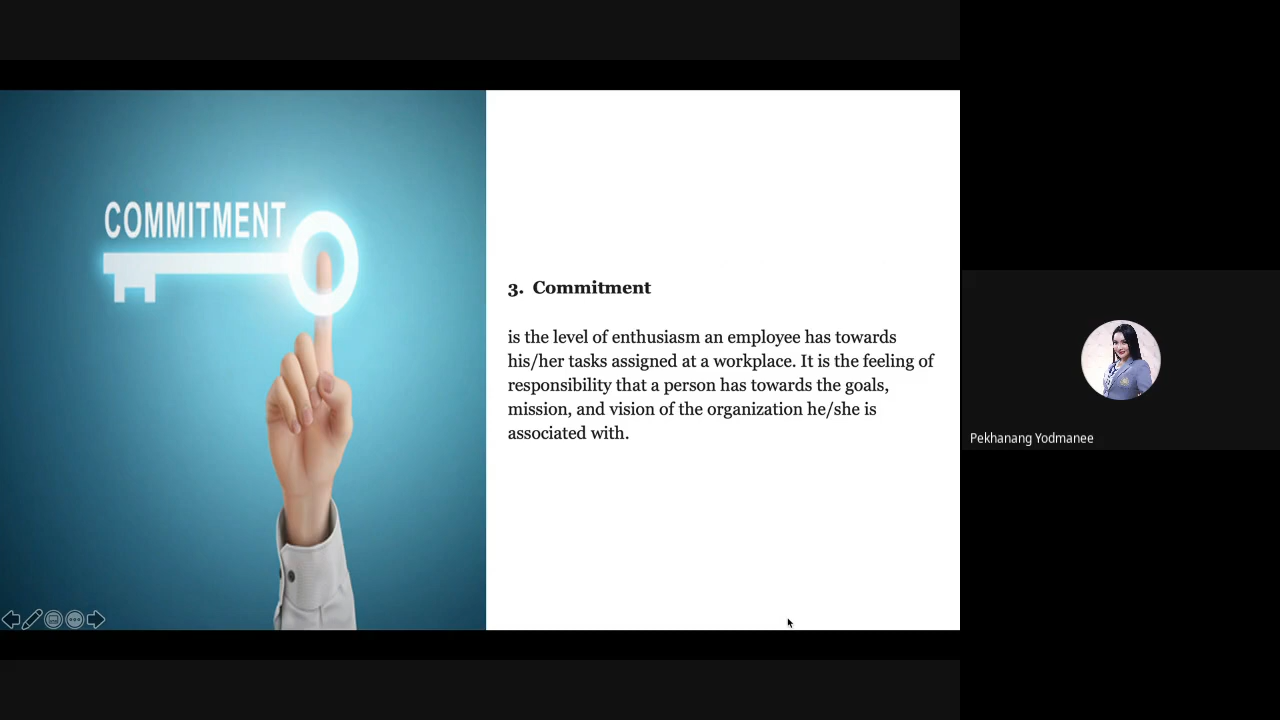 COMMITMENT
3. Commitment
is the level of enthusiasm an employee has towards
his/her tasks assigned at a workplace. It is the feeling of
responsibility that a person has towards the goals,
mission, and vision of the organization he/she is
associated with.
Pekhanang Yodmanee